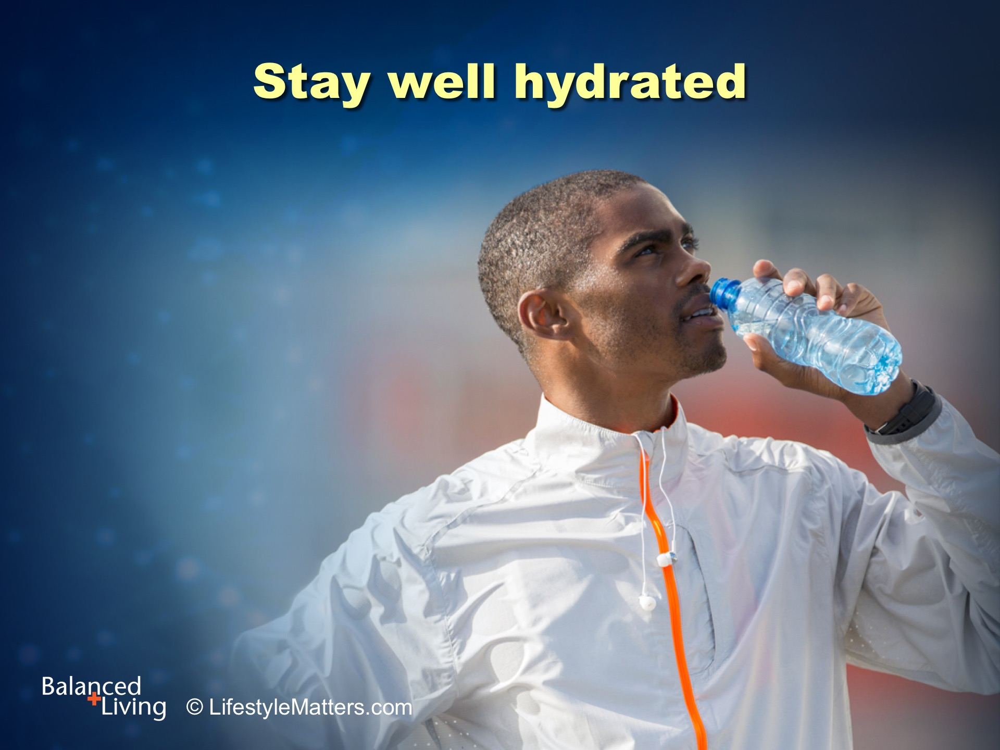 Stay well hydrated
Balanced
+Living
© LifestyleMatters.com